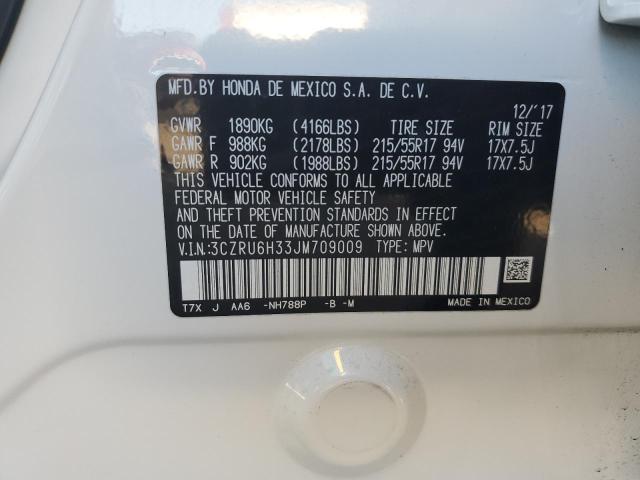 MFD.BY HONDA DE MEXICO S.A. DE C.V.
12/'17
GVWR 1890KG (4166LBS) TIRE SIZE RIM SIZE
GAWR F 988KG (2178LBS) 215/55R17 94V 17X7.5J
GAWR R 902KG (1988LBS) 215/55R17 94V 17X7.5J
THIS VEHICLE CONFORMS TO ALL APPLICABLE
FEDERAL MOTOR VEHICLE SAFETY
AND THEFT PREVENTION STANDARDS IN EFFECT
ON THE DATE OF MANUFACTURE SHOWN ABOVE.
V.I.N:3CZRU6H33JM709009 TYPE: MPV
T7X J AA6 -NH788P -B -M MADE IN MEXICO